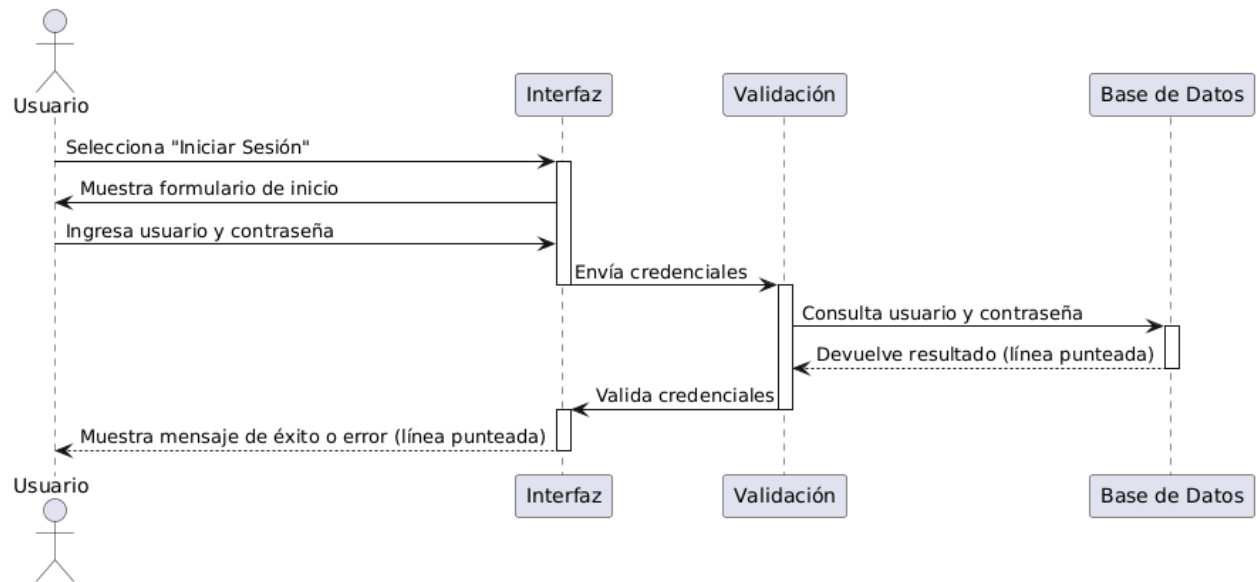 Usuario
Interfaz
Validación
Base de Datos
Selecciona "Iniciar Sesión"
Muestra formulario de inicio
Ingresa usuario y contraseña
Envía credenciales
Consulta usuario y contraseña
Devuelve resultado (línea punteada)
Valida credenciales
Muestra mensaje de éxito o error (línea punteada)
Usuario
Interfaz
Validación
Base de Datos